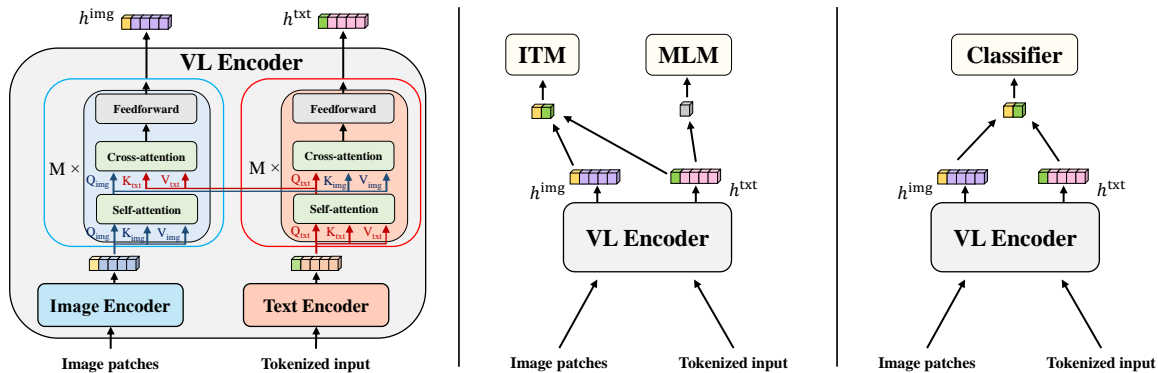 h^img
h^txt
VL Encoder
Feedforward
Feedforward
Cross-attention
Cross-attention
M ×
M ×
Q_img K_txt V_txt
Q_txt K_img V_img
Self-attention
Self-attention
Q_img K_img V_img
Q_txt K_txt V_txt
Image Encoder
Text Encoder
Image patches
Tokenized input
ITM
MLM
h^img
h^txt
VL Encoder
Image patches
Tokenized input
Classifier
h^img
h^txt
VL Encoder
Image patches
Tokenized input